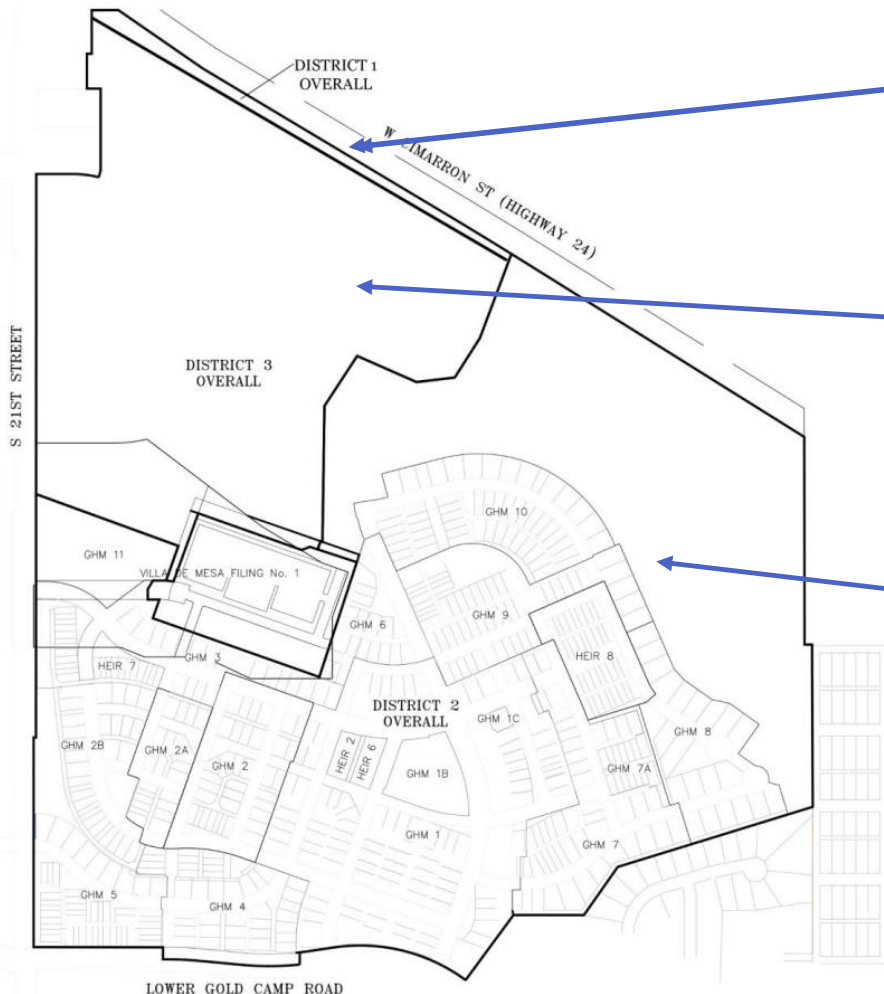 DISTRICT 1
OVERALL
W CIMARRON ST (HIGHWAY 24)
S 21ST STREET
DISTRICT 3
OVERALL
GHM 10
GHM 11
VILLA DE MESA FILING No. 1
GHM 9
GHM 6
GHM 3
HEIR 8
HEIR 7
DISTRICT 2
OVERALL
GHM 1C
GHM 8
GHM 2B
GHM 2A
GHM 2
HEIR 2
HEIR 6
GHM 1B
GHM 7A
GHM 1
GHM 7
GHM 5
GHM 4
LOWER GOLD CAMP ROAD